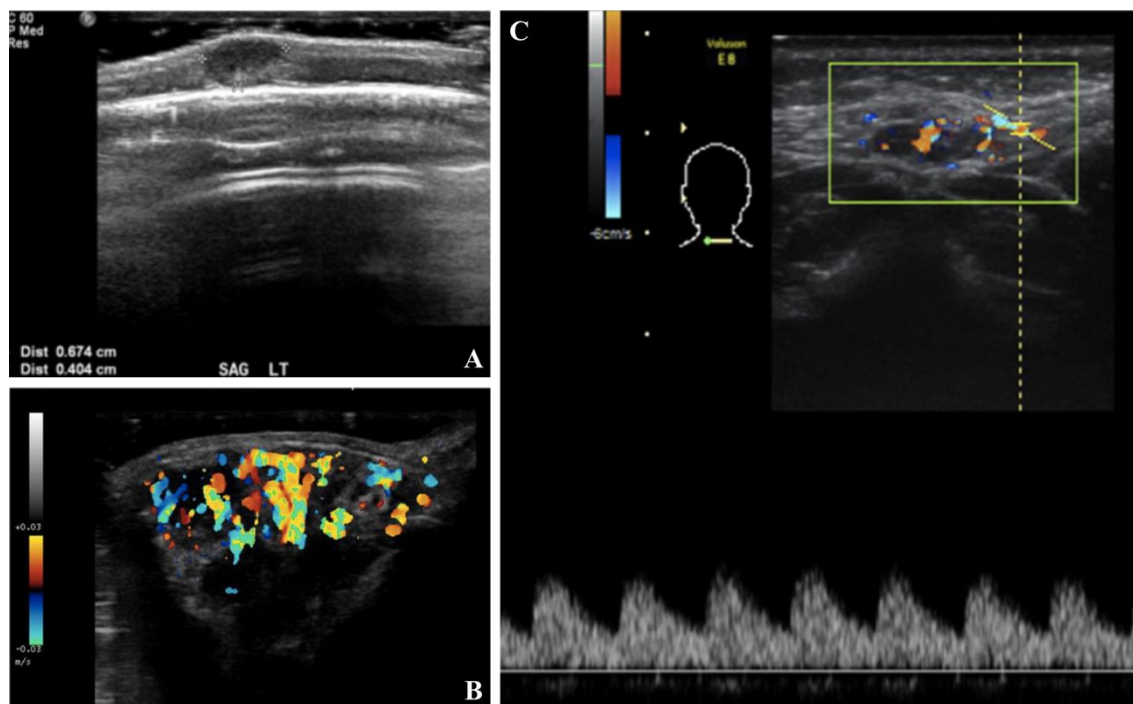 A
C 60
P Med
Res
Dist 0.674 cm
Dist 0.404 cm
SAG LT
B
+0.03
-0.03
m/s
C
Voluson
E8
-6cm/s